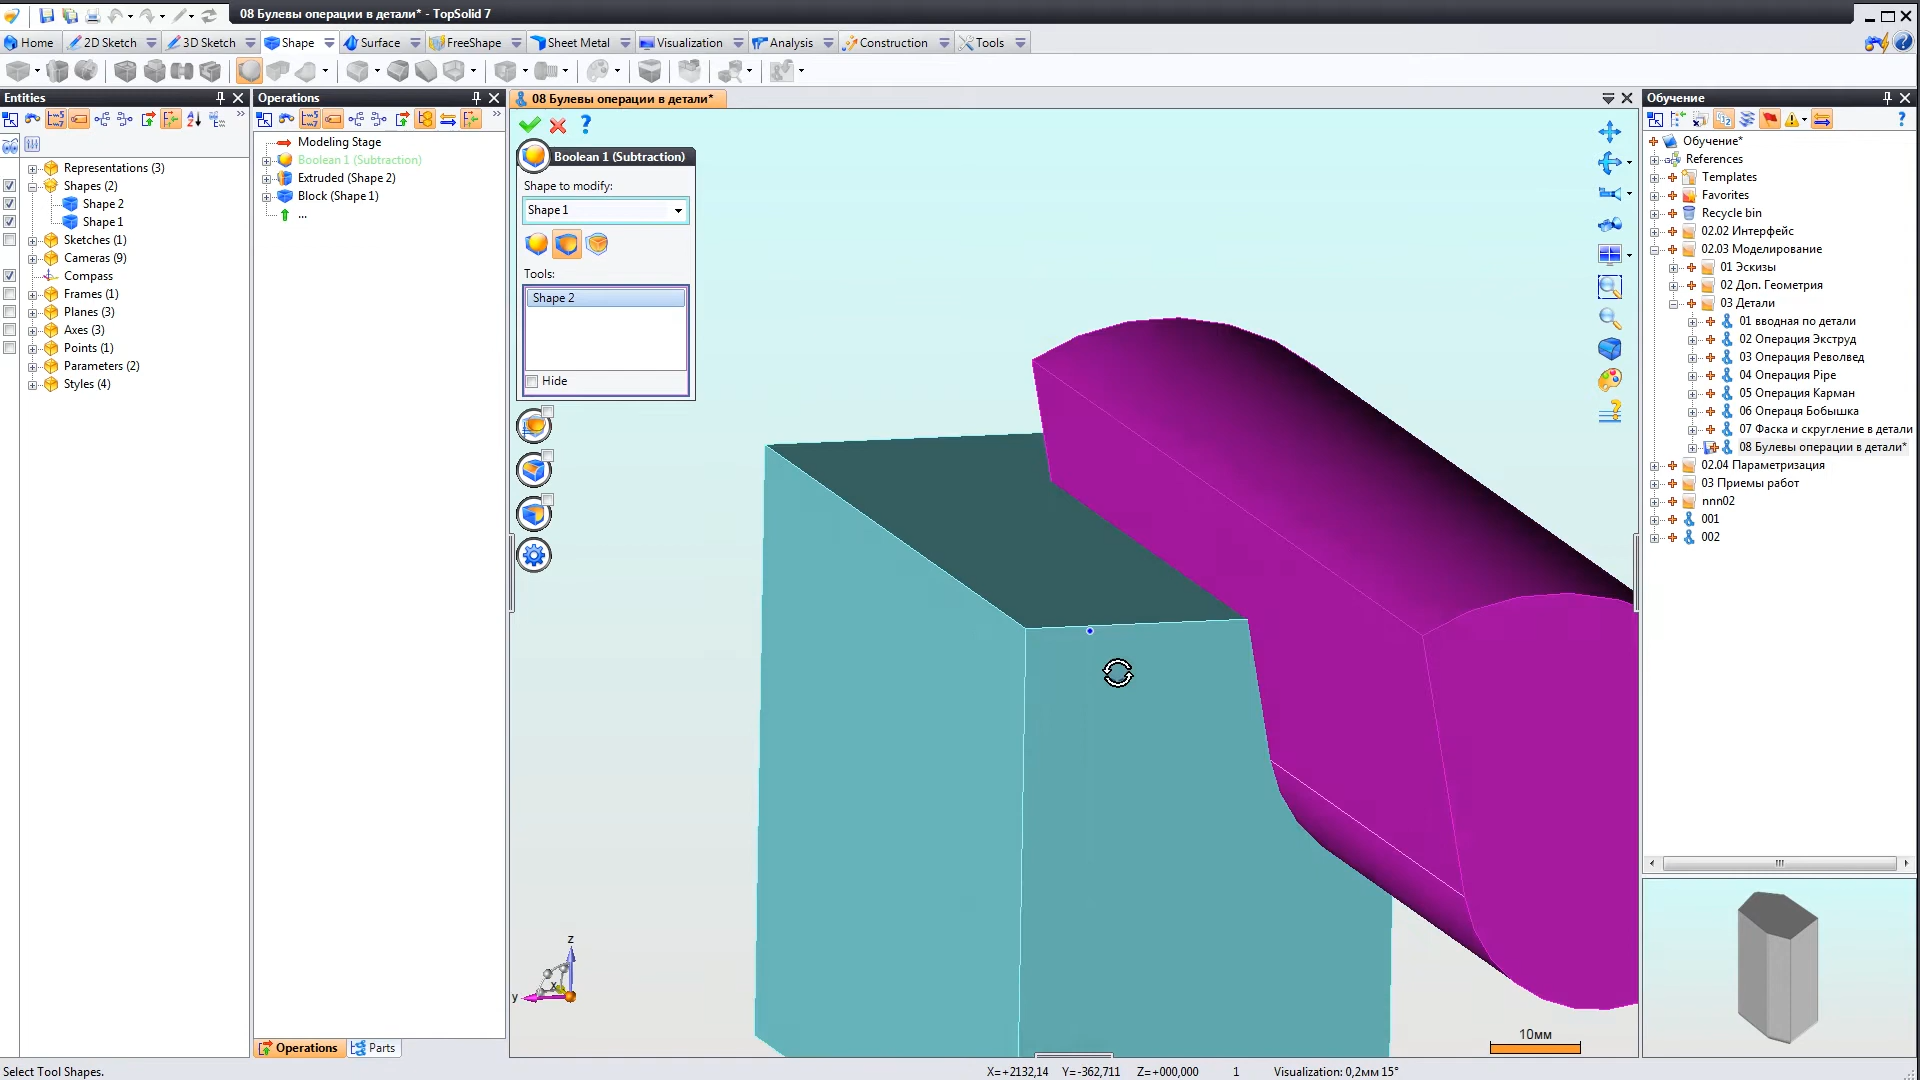 08 Булевы операции в детали* - TopSolid 7
Home
2D Sketch
3D Sketch
Shape
Surface
FreeShape
Sheet Metal
Visualization
Analysis
Construction
Tools
Entities
Representations (3)
Shapes (2)
Shape 2
Shape 1
Sketches (1)
Cameras (9)
Compass
Frames (1)
Planes (3)
Axes (3)
Points (1)
Parameters (2)
Styles (4)
Operations
Modeling Stage
Boolean 1 (Subtraction)
Extruded (Shape 2)
Block (Shape 1)
...
Operations
Parts
08 Булевы операции в детали*
Boolean 1 (Subtraction)
Shape to modify:
Shape 1
Tools:
Shape 2
Hide
z
x
y
10мм
Обучение
Обучение*
References
Templates
Favorites
Recycle bin
02.02 Интерфейс
02.03 Моделирование
01 Эскизы
02 Доп. Геометрия
03 Детали
01 вводная по детали
02 Операция Экструд
03 Операция Револвед
04 Операция Pipe
05 Операция Карман
06 Операця Бобышка
07 Фаска и скругление в детали
08 Булевы операции в детали*
02.04 Параметризация
03 Приемы работ
nnn02
001
002
Select Tool Shapes.
X=+2132,14 Y=-362,711 Z=+000,000 1 Visualization: 0,2мм 15°